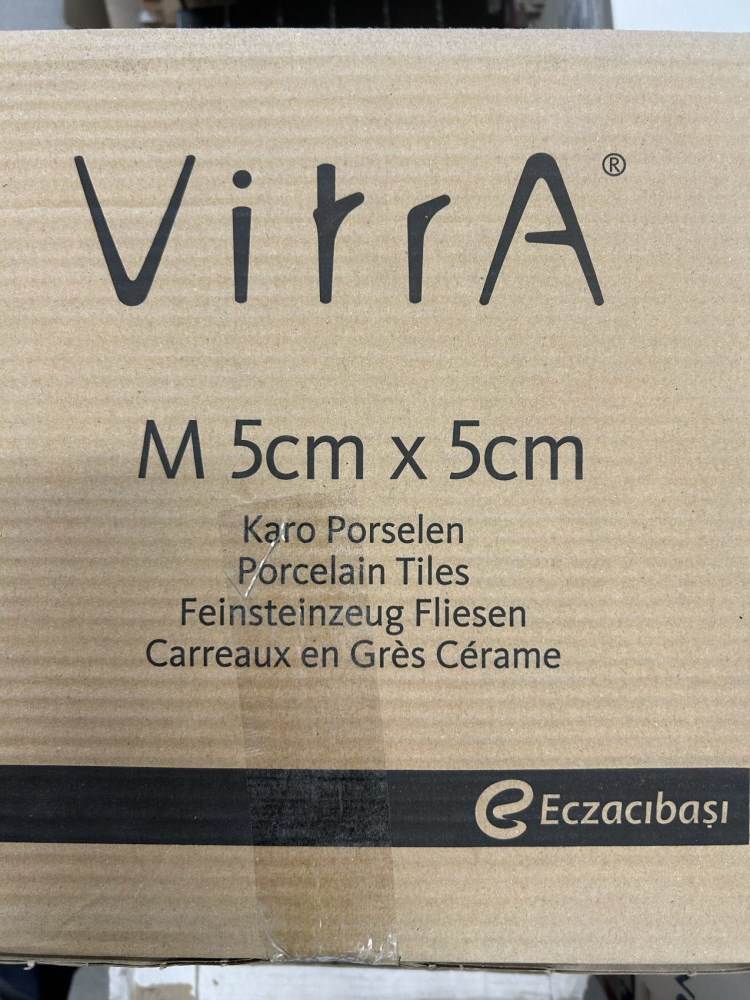 VitrA®
M 5cm x 5cm
Karo Porselen
Porcelain Tiles
Feinsteinzeug Fliesen
Carreaux en Grès Cérame
Eczacıbaşı